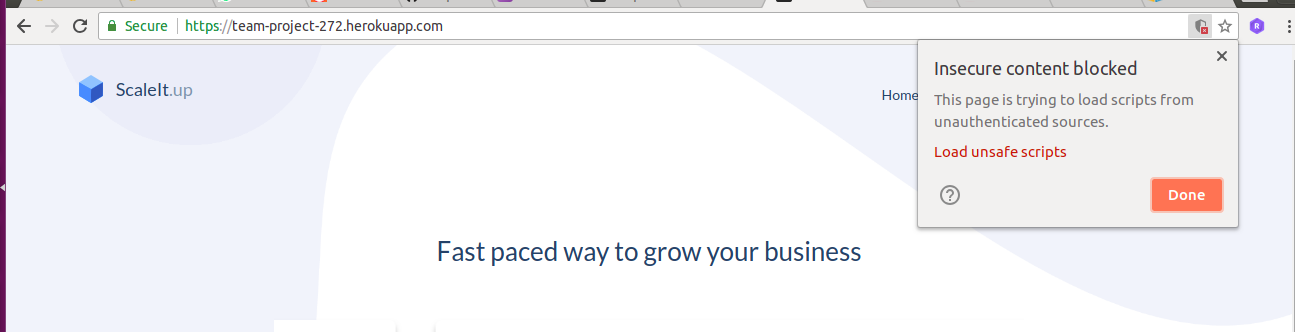 Secure https://team-project-272.herokuapp.com
R
Insecure content blocked
ScaleIt.up
Home
This page is trying to load scripts from
unauthenticated sources.
Load unsafe scripts
Done
Fast paced way to grow your business